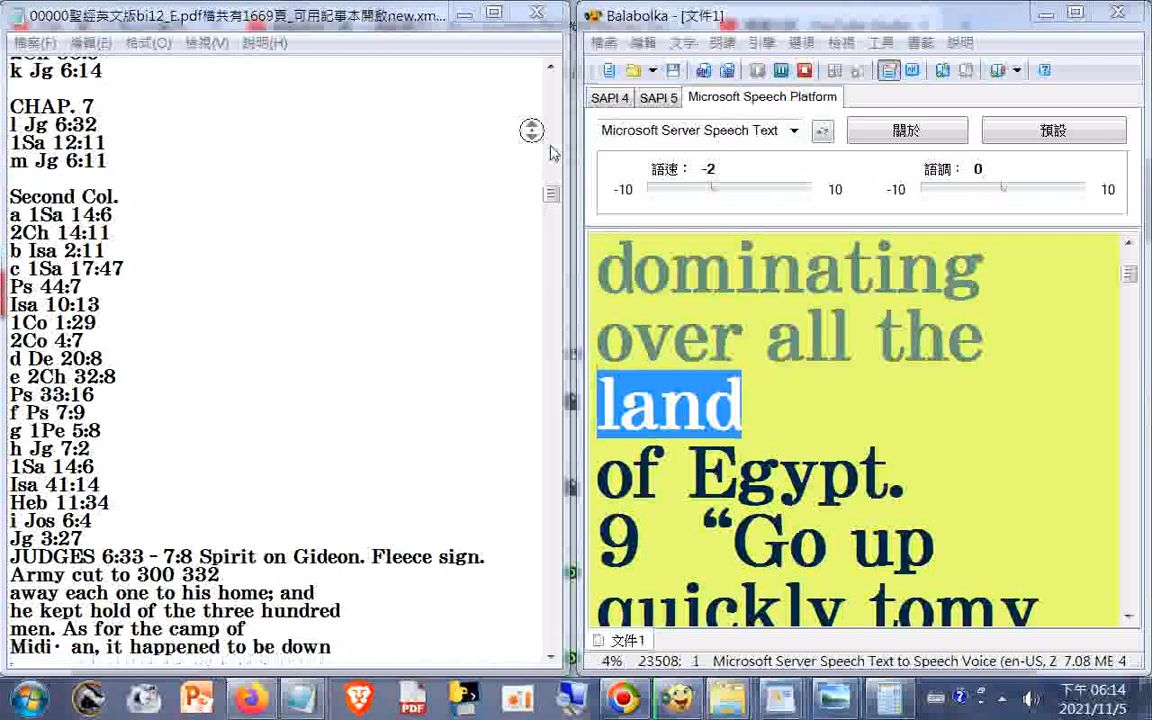 00000聖經英文版bi12_E.pdf檔共有1669頁_可用記事本開啟new.xm...
檔案(F) 編輯(E) 格式(O) 檢視(V) 說明(H)
k Jg 6:14
CHAP. 7
l Jg 6:32
1Sa 12:11
m Jg 6:11
Second Col.
a 1Sa 14:6
2Ch 14:11
b Isa 2:11
c 1Sa 17:47
Ps 44:7
Isa 10:13
1Co 1:29
2Co 4:7
d De 20:8
e 2Ch 32:8
Ps 33:16
f Ps 7:9
g 1Pe 5:8
h Jg 7:2
1Sa 14:6
Isa 41:14
Heb 11:34
i Jos 6:4
Jg 3:27
JUDGES 6:33 - 7:8 Spirit on Gideon. Fleece sign.
Army cut to 300 332
away each one to his home; and
he kept hold of the three hundred
men. As for the camp of
Midi· an, it happened to be down
Balabolka - [文件1]
檔案 編輯 文字 朗讀 引擎 選項 檢視 工具 書籤 說明
SAPI 4 SAPI 5 Microsoft Speech Platform
Microsoft Server Speech Text 關於 預設
語速： -2 語調： 0
-10 10 -10 10
dominating
over all the
land
of Egypt.
9 “Go up
quickly tomy
文件1
4% 23508: 1 Microsoft Server Speech Text to Speech Voice (en-US, Z 7.08 ME 4
PDF
下午 06:14
2021/11/5